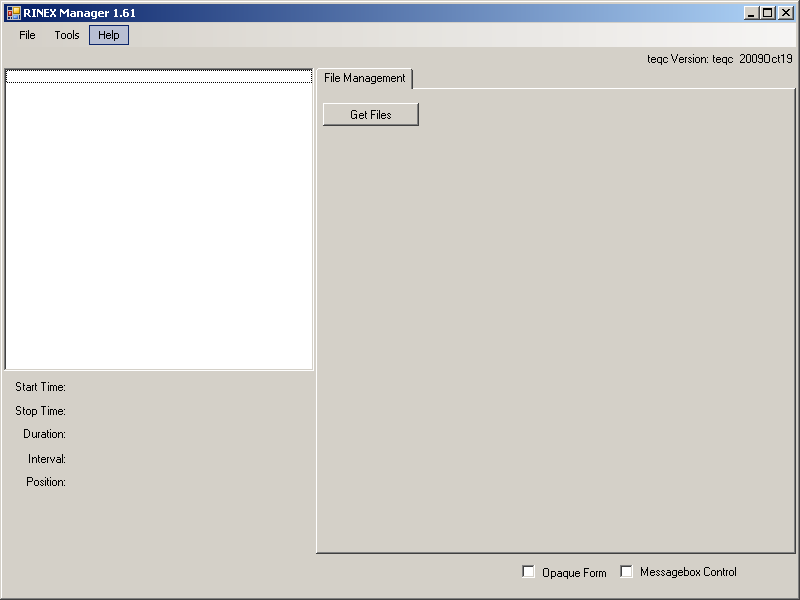 RINEX Manager 1.61
File Tools Help
teqc Version: teqc 2009Oct19
File Management
Get Files
Start Time:
Stop Time:
Duration:
Interval:
Position:
Opaque Form Messagebox Control